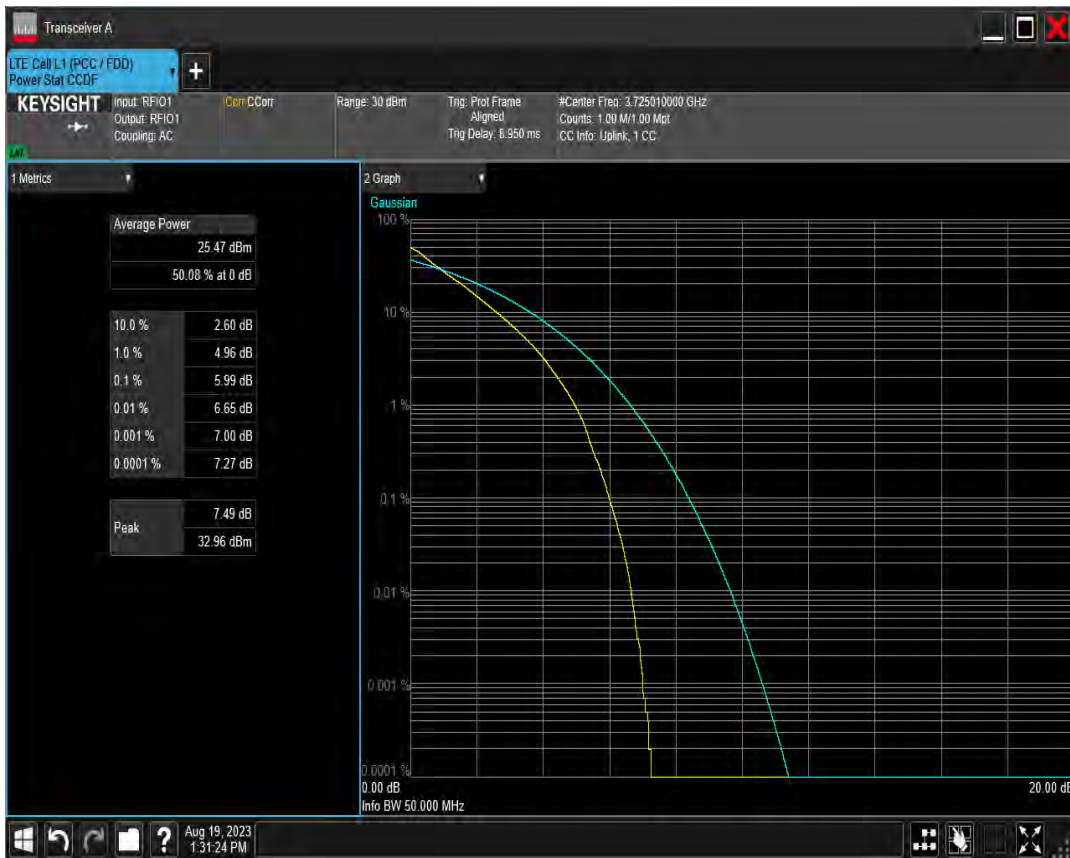 Transceiver A
LTE Cell L1 (PCC / FDD)
Power Stat CCDF
+
KEYSIGHT
Input: RFIO1
Output: RFIO1
Coupling: AC
Corr CCorr
Range: 30 dBm
Trig: Prot Frame
Aligned
Trig Delay: 8.950 ms
#Center Freq: 3.725010000 GHz
Counts: 1.00 M/1.00 Mpt
CC Info: Uplink, 1 CC
LXI
1 Metrics
Average Power
25.47 dBm
50.08 % at 0 dB
10.0 % 2.60 dB
1.0 % 4.96 dB
0.1 % 5.99 dB
0.01 % 6.65 dB
0.001 % 7.00 dB
0.0001 % 7.27 dB
Peak
7.49 dB
32.96 dBm
2 Graph
Gaussian
100 %
10 %
1 %
0.1 %
0.01 %
0.001 %
0.0001 %
0.00 dB
20.00 dB
Info BW 50.000 MHz
?
Aug 19, 2023
1:31:24 PM